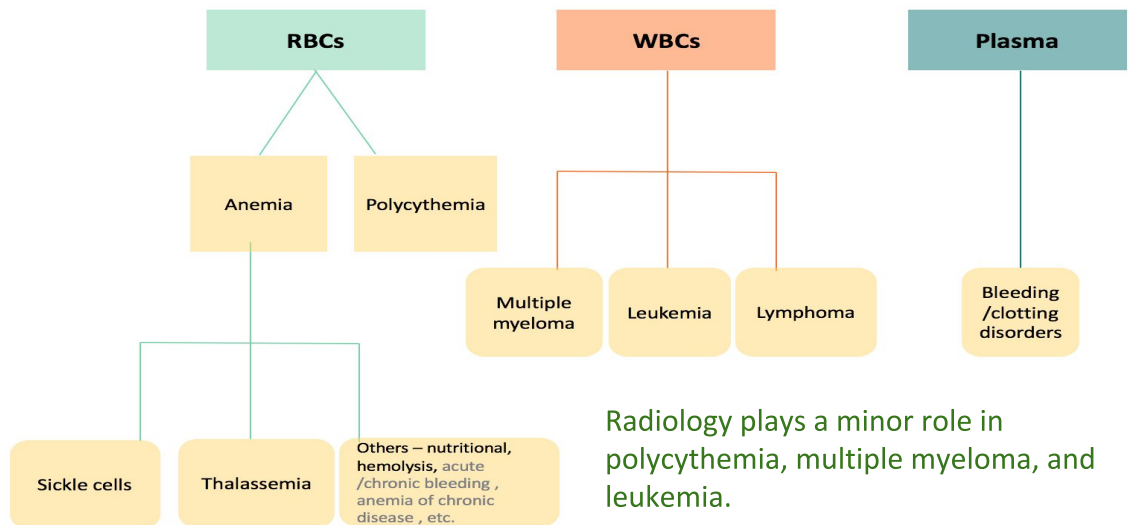 RBCs
WBCs
Plasma
Anemia
Polycythemia
Multiple
myeloma
Leukemia
Lymphoma
Bleeding
/clotting
disorders
Sickle cells
Thalassemia
Others – nutritional,
hemolysis, acute
/chronic bleeding ,
anemia of chronic
disease , etc.
Radiology plays a minor role in
polycythemia, multiple myeloma, and
leukemia.